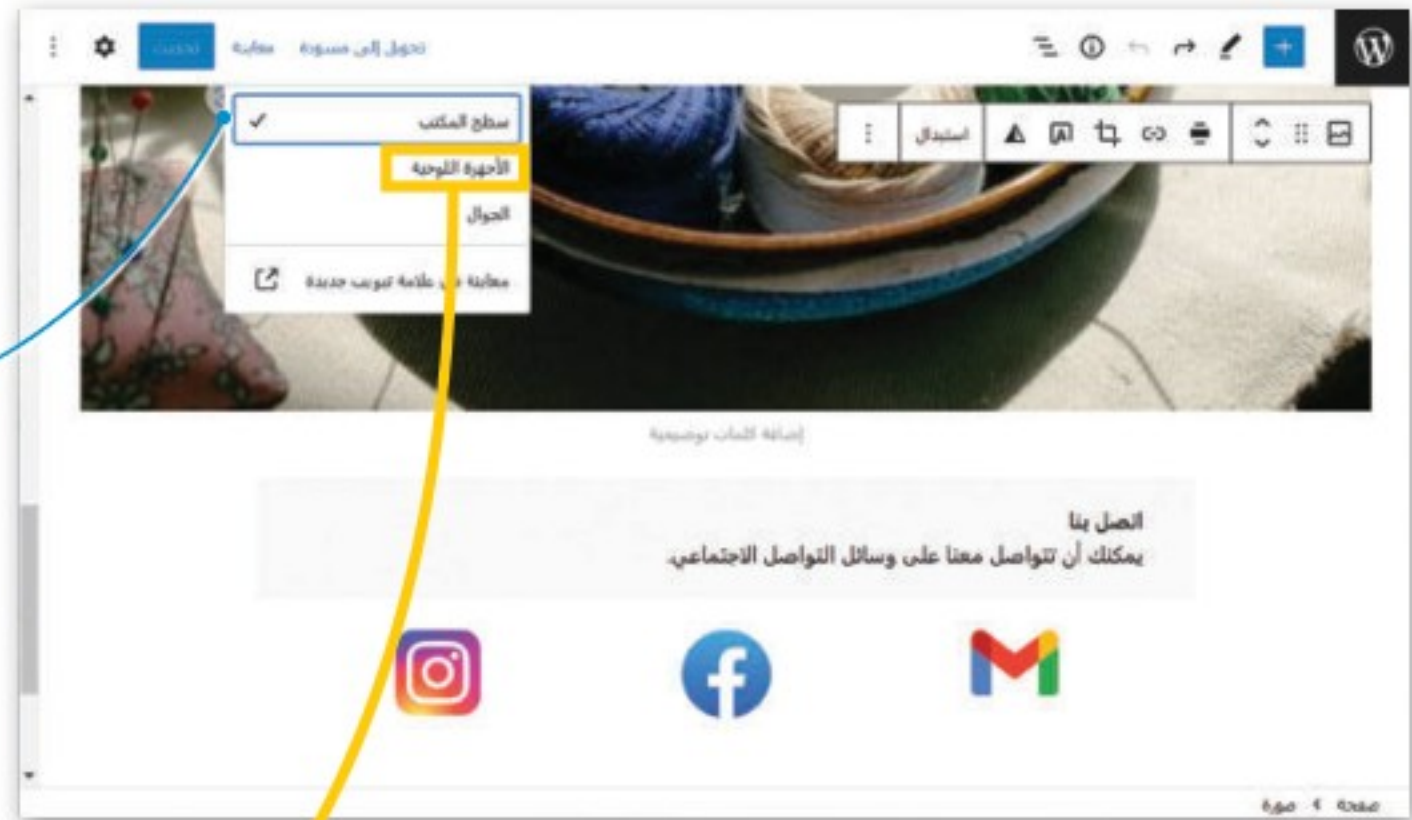 تحويل إلى مسودة معاينة تحديث
استبدال
سطح المكتب
الأجهزة اللوحية
الجوال
معاينة في علامة تبويب جديدة
إضافة كلمات توضيحية
اتصل بنا
يمكنك أن تتواصل معنا على وسائل التواصل الاجتماعي.
صفحة
صورة